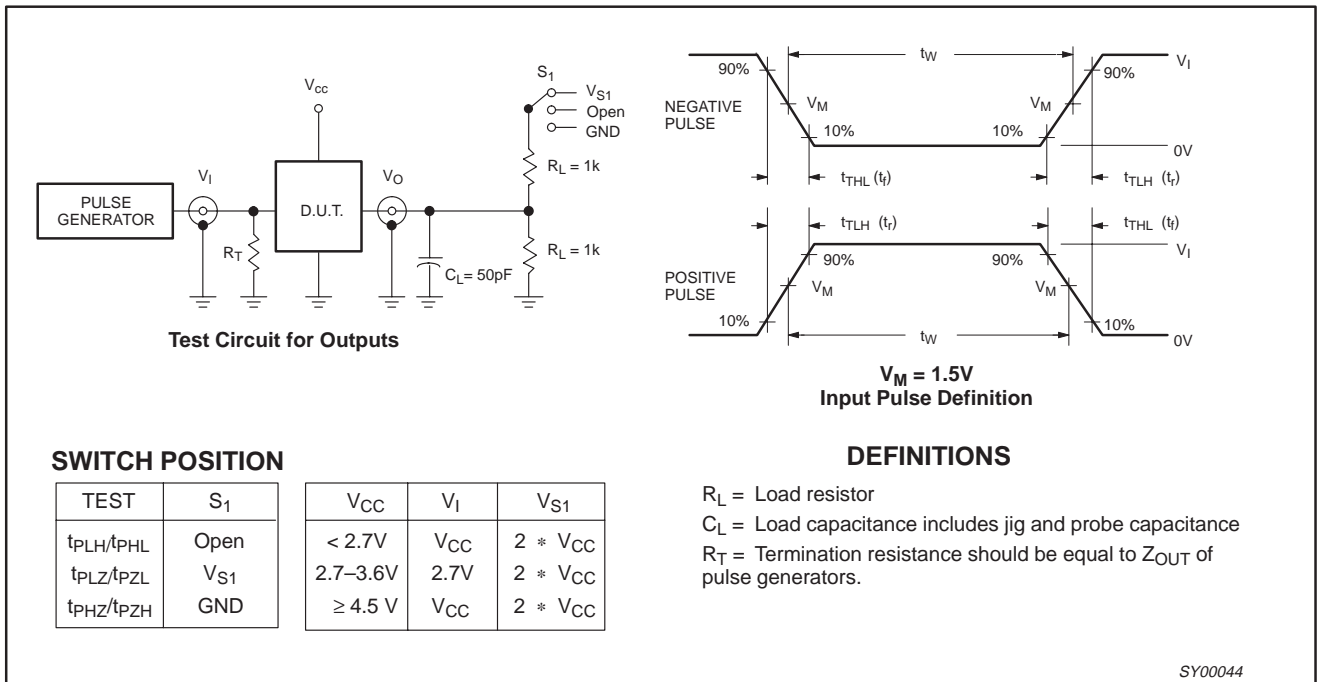 S1
VS1
Open
GND
Vcc
RL = 1k
VI
VO
PULSE
GENERATOR
D.U.T.
RT
CL= 50pF
RL = 1k
Test Circuit for Outputs
tW
VI
90%
90%
NEGATIVE
PULSE
VM
VM
10%
10%
0V
tTHL (tf)
tTLH (tr)
tTLH (tr)
tTHL (tf)
VI
90%
90%
POSITIVE
PULSE
VM
VM
10%
10%
tW
0V
VM = 1.5V
Input Pulse Definition
SWITCH POSITION
TEST S1
tPLH/tPHL Open
tPLZ/tPZL VS1
tPHZ/tPZH GND
VCC VI VS1
< 2.7V VCC 2 * VCC
2.7–3.6V 2.7V 2 * VCC
≥ 4.5 V VCC 2 * VCC
DEFINITIONS
RL = Load resistor
CL = Load capacitance includes jig and probe capacitance
RT = Termination resistance should be equal to ZOUT of
pulse generators.
SY00044